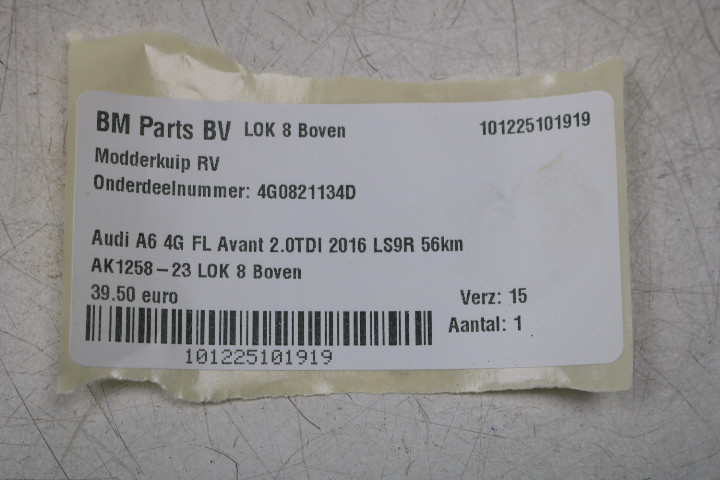 BM Parts BV LOK 8 Boven 101225101919
Modderkuip RV
Onderdeelnummer: 4G0821134D
Audi A6 4G FL Avant 2.0TDI 2016 LS9R 56km
AK1258-23 LOK 8 Boven
39.50 euro Verz: 15
Aantal: 1
101225101919